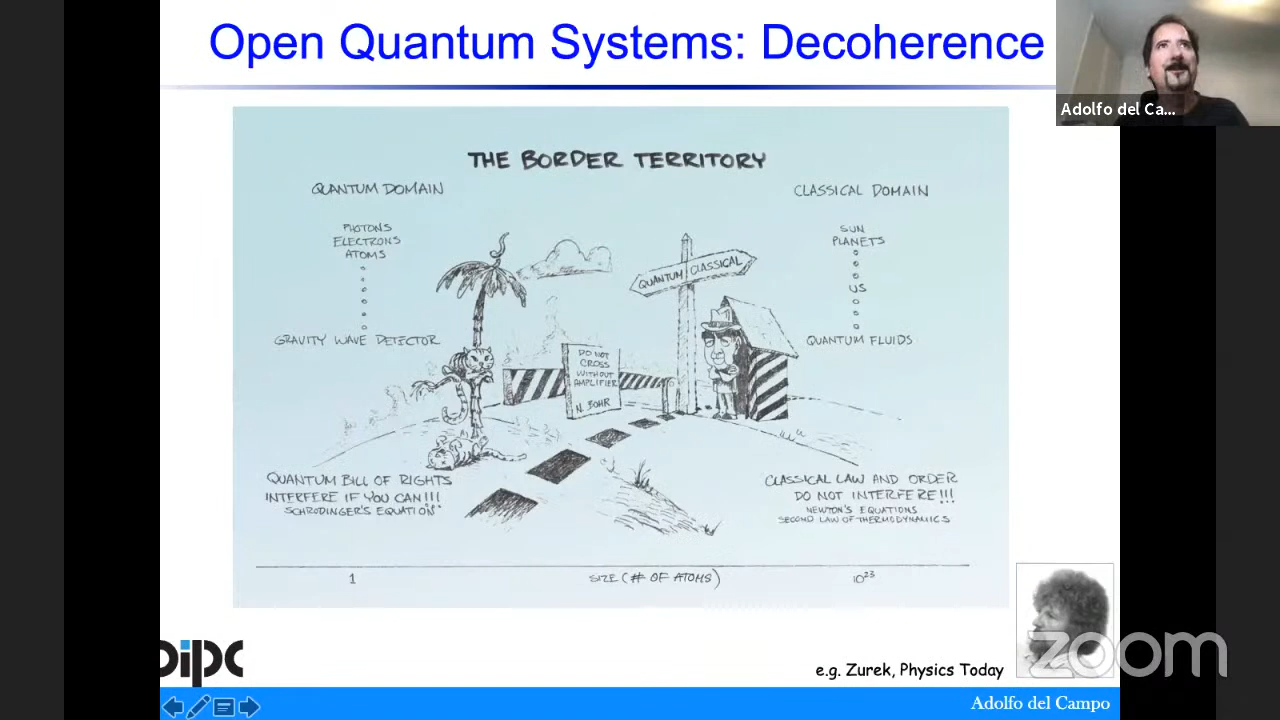 Open Quantum Systems: Decoherence
Adolfo del Ca...
THE BORDER TERRITORY
QUANTUM DOMAIN
CLASSICAL DOMAIN
PHOTONS
ELECTRONS
ATOMS
GRAVITY WAVE DETECTOR
SUN
PLANETS
US
QUANTUM FLUIDS
QUANTUM CLASSICAL
DO NOT
CROSS
WITHOUT
AMPLIFIER
N. BOHR
QUANTUM BILL OF RIGHTS
INTERFERE IF YOU CAN!!!
SCHRODINGER'S EQUATION
CLASSICAL LAW AND ORDER
DO NOT INTERFERE!!!
NEWTON'S EQUATIONS
SECOND LAW OF THERMODYNAMICS
1
SIZE (# OF ATOMS)
10²³
dipc
e.g. Zurek, Physics Today
zoom
Adolfo del Campo